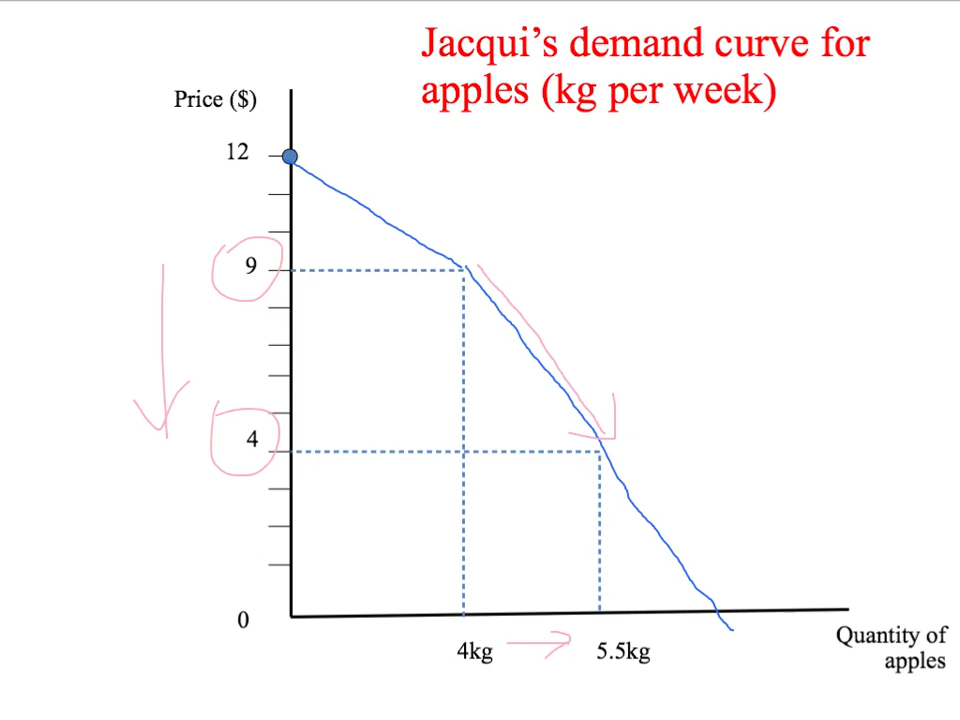 Jacqui’s demand curve for
apples (kg per week)
Price ($)
12
9
4
0
4kg
5.5kg
Quantity of
apples